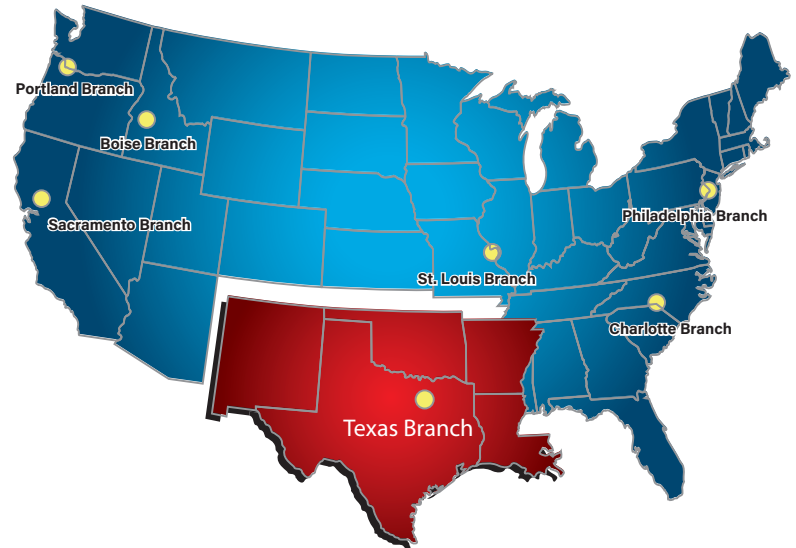 Portland Branch
Boise Branch
Sacramento Branch
Philadelphia Branch
St. Louis Branch
Charlotte Branch
Texas Branch